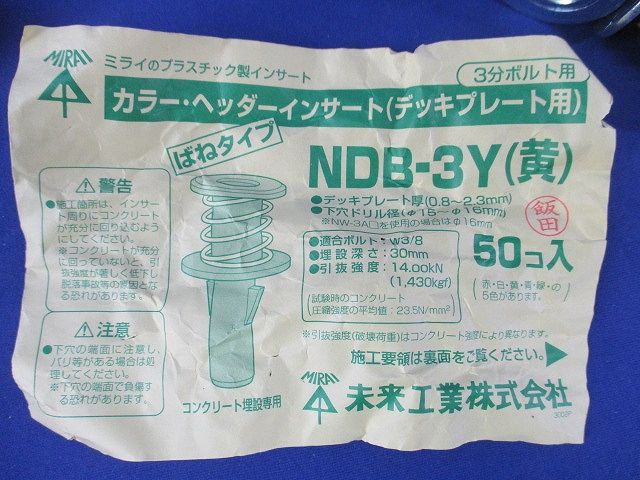 MIRAI
ミライのプラスチック製インサート
3分ボルト用
カラー・ヘッダーインサート(デッキプレート用)
ばねタイプ
NDB-3Y(黄)
●デッキプレート厚(0.8～2.3mm)
●下穴ドリル径(φ15～φ16mm)
※NW-3A□を使用の場合はφ16mm
飯田
50コ入
(赤・白・黄・青・緑・の
5色があります。)
●適合ボルト:W3/8
●埋設深さ:30mm
●引抜強度:14.00kN
(1,430kgf)
(試験時のコンクリート
圧縮強度の平均値:23.5N/mm²)
⚠警告
●施工箇所は、インサー
ト周りにコンクリート
が充分に回り込むよう
にしてください。
※コンクリートが充分
に回っていないと、引
抜強度が著しく低下し
脱落事故等の原因とな
る恐れがあります。
⚠注意
●下穴の端面に注意し、
バリ等がある場合は処
理してください。
※下穴の端面で負傷す
る恐れがあります。
コンクリート埋設専用
※引抜強度(破壊荷重)はコンクリート強度により異なります。
施工要領は裏面をご覧ください。▶
MIRAI
未来工業株式会社